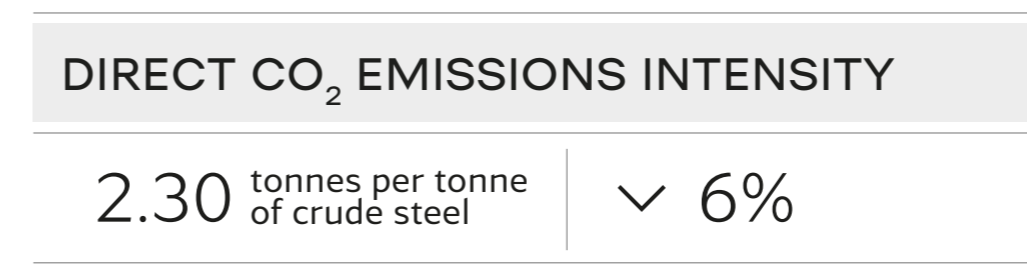 DIRECT CO₂ EMISSIONS INTENSITY
2.30 tonnes per tonne
of crude steel
6%